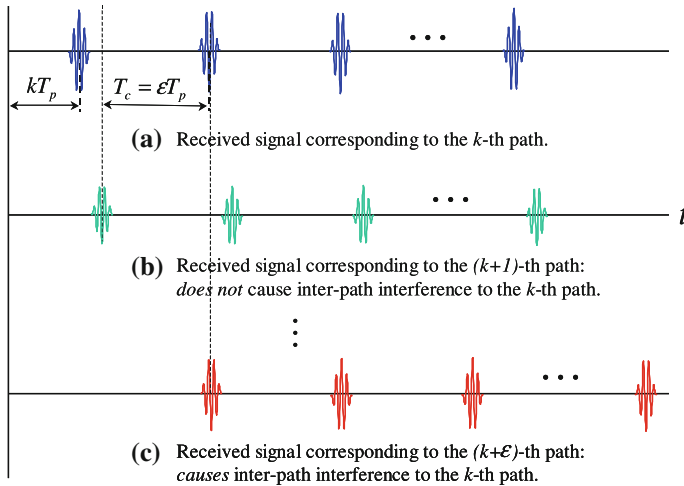 kTₚ
T_c = εTₚ
(a) Received signal corresponding to the k-th path.
t
(b) Received signal corresponding to the (k+1)-th path:
does not cause inter-path interference to the k-th path.
(c) Received signal corresponding to the (k+ε)-th path:
causes inter-path interference to the k-th path.